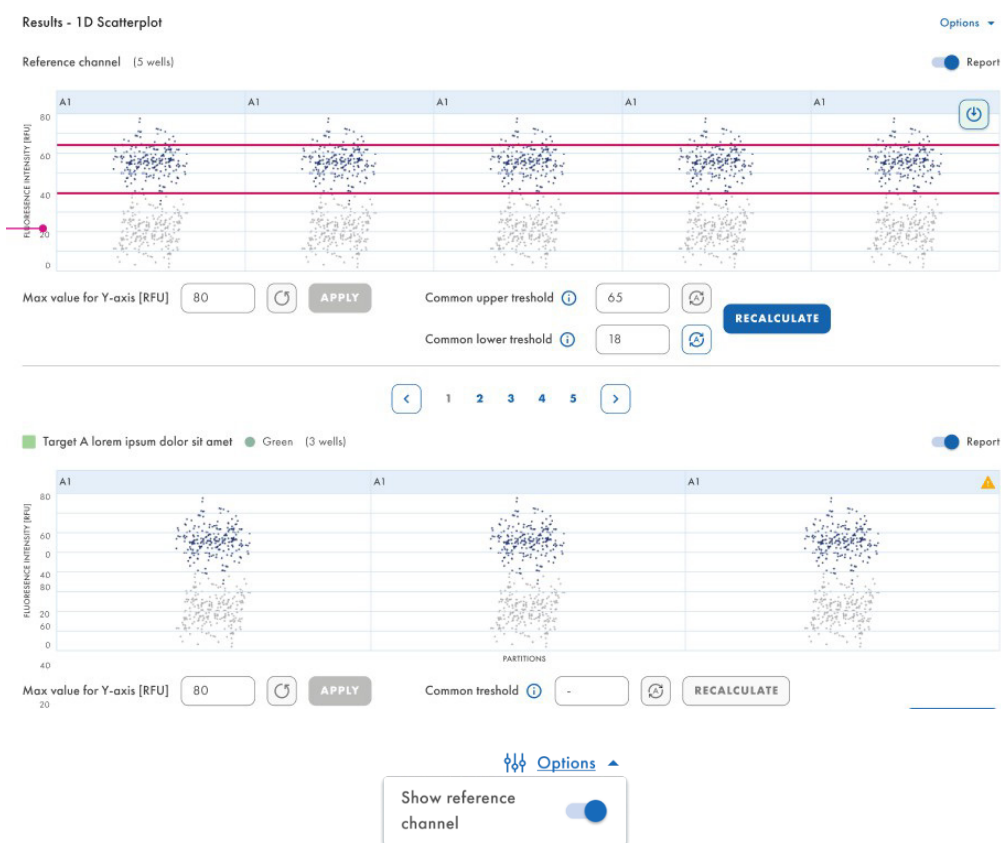 Results - 1D Scatterplot Options
Reference channel (5 wells) Report
A1 A1 A1 A1 A1
80
60
40
20
0
FLUORESENCE INTENSITY [RFU]
Max value for Y-axis [RFU] 80 APPLY Common upper treshold i 65 A
RECALCULATE
Common lower treshold i 18 A
< 1 2 3 4 5 >
Target A lorem ipsum dolor sit amet Green (3 wells) Report
A1 A1 A1
80
60
0
40
80
20
60
0
40
FLUORESENCE INTENSITY [RFU]
PARTITIONS
Max value for Y-axis [RFU] 80 APPLY Common treshold i - A RECALCULATE
20
Options
Show reference
channel